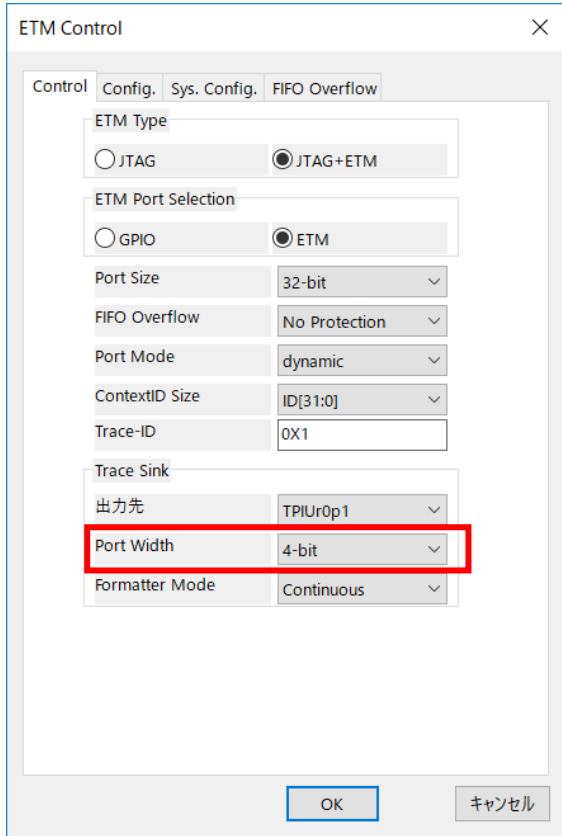 ETM Control
Control Config. Sys. Config. FIFO Overflow
ETM Type
JTAG JTAG+ETM
ETM Port Selection
GPIO ETM
Port Size 32-bit
FIFO Overflow No Protection
Port Mode dynamic
ContextID Size ID[31:0]
Trace-ID 0X1
Trace Sink
出力先 TPIUr0p1
Port Width 4-bit
Formatter Mode Continuous
OK キャンセル